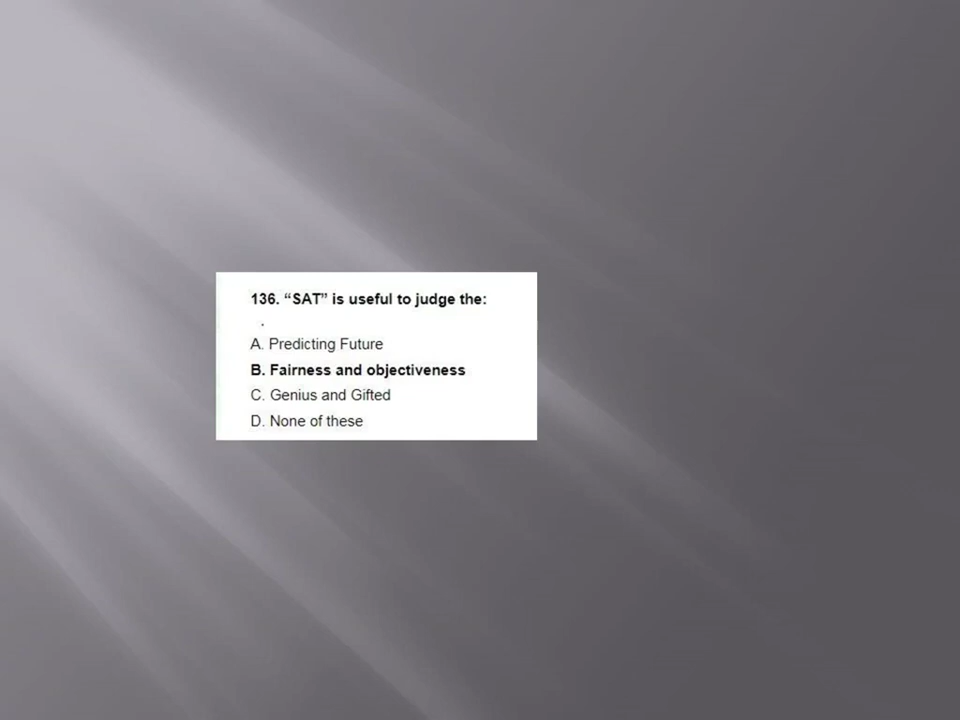 136. “SAT” is useful to judge the:
.
A. Predicting Future
B. Fairness and objectiveness
C. Genius and Gifted
D. None of these